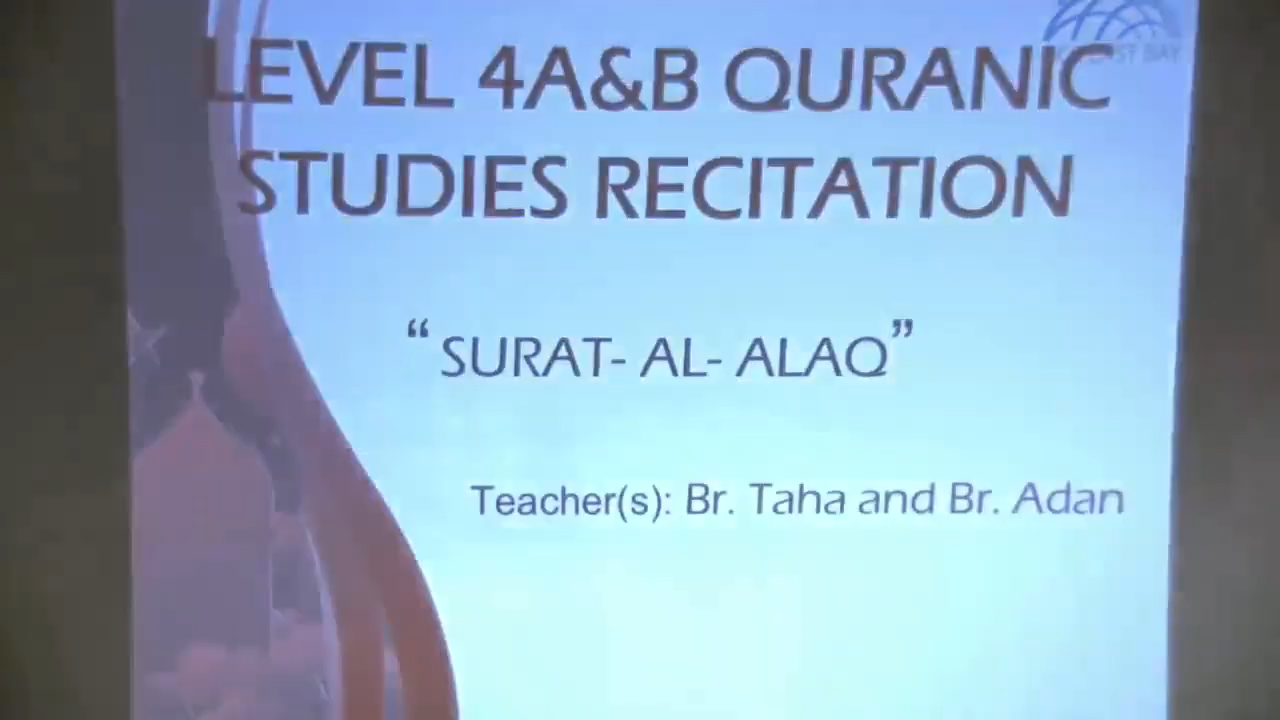 LEVEL 4A&B QURANIC
STUDIES RECITATION
“SURAT- AL- ALAQ”
Teacher(s): Br. Taha and Br. Adan